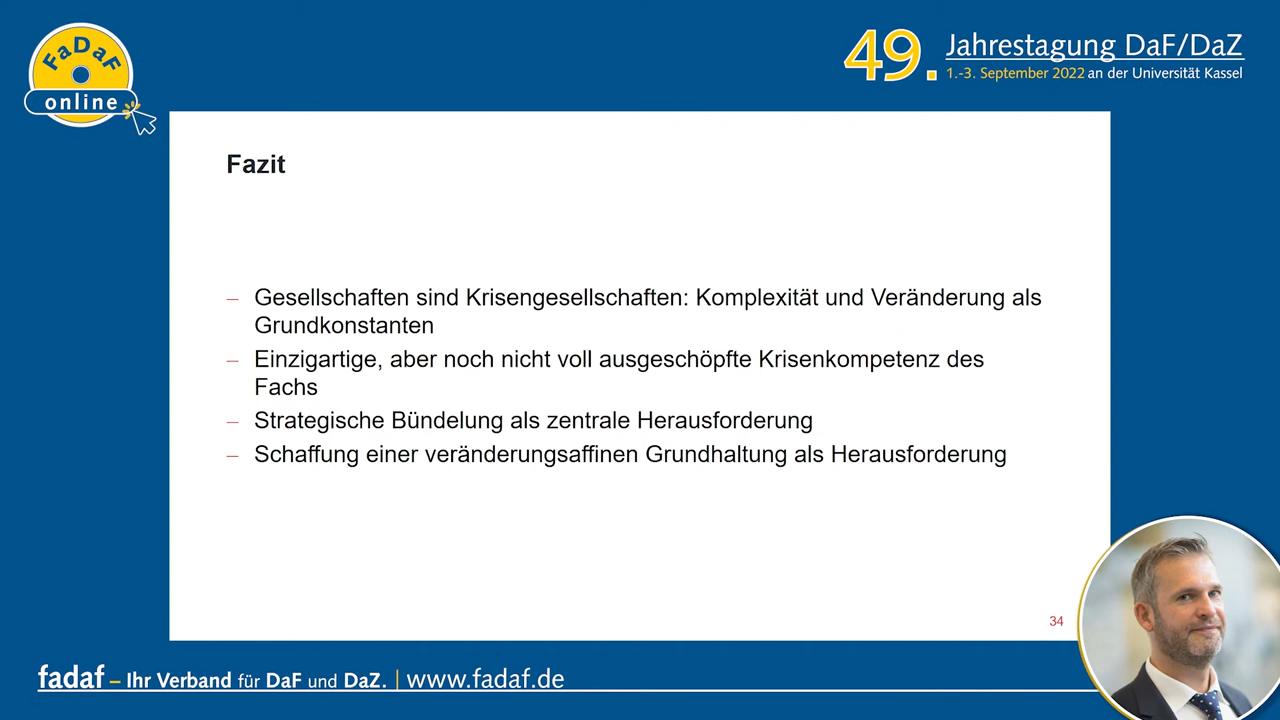 FaDaF
online
49. Jahrestagung DaF/DaZ
1.-3. September 2022 an der Universität Kassel
Fazit
– Gesellschaften sind Krisengesellschaften: Komplexität und Veränderung als
Grundkonstanten
– Einzigartige, aber noch nicht voll ausgeschöpfte Krisenkompetenz des
Fachs
– Strategische Bündelung als zentrale Herausforderung
– Schaffung einer veränderungsaffinen Grundhaltung als Herausforderung
34
fadaf – Ihr Verband für DaF und DaZ. | www.fadaf.de